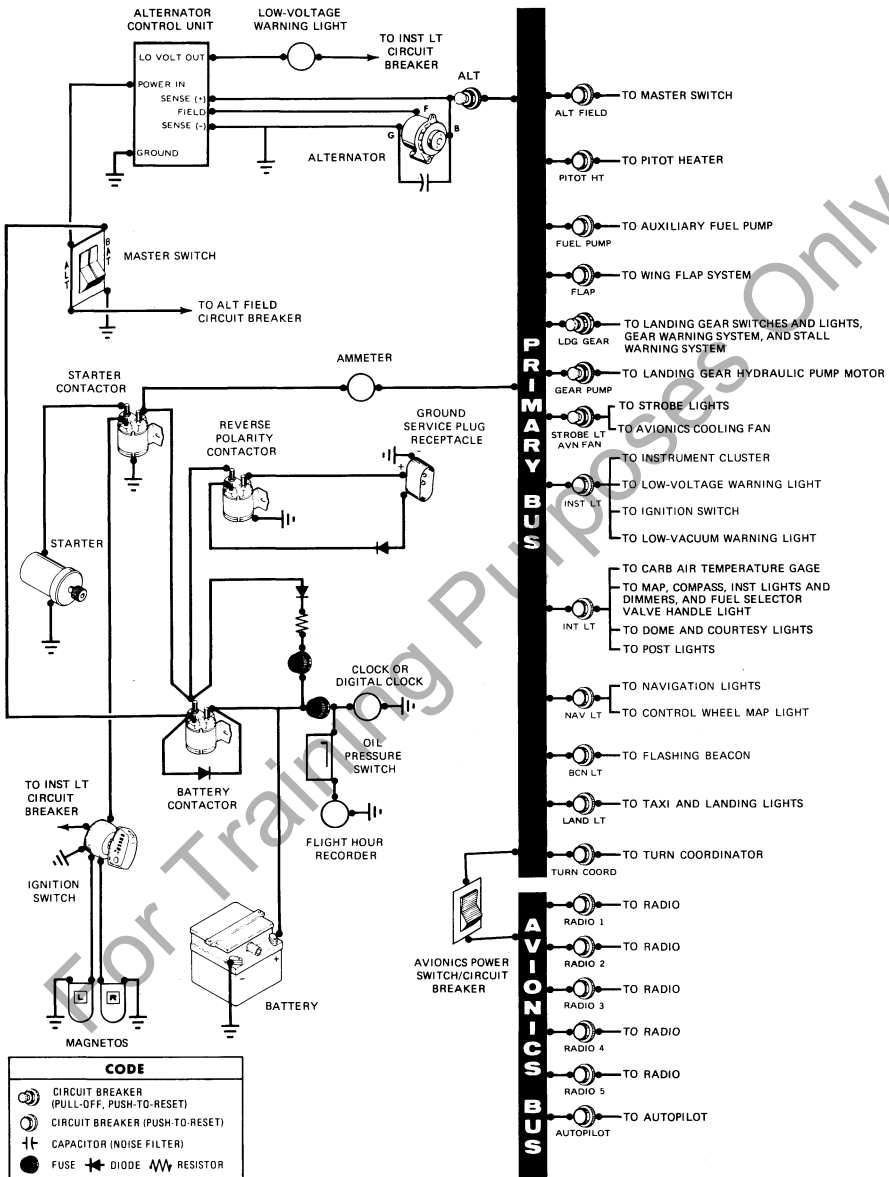 ALTERNATOR
CONTROL UNIT
LOW-VOLTAGE
WARNING LIGHT
TO INST LT
CIRCUIT
BREAKER
LO VOLT OUT
POWER IN
SENSE (+)
FIELD
SENSE (-)
GROUND
ALT
F
G
B
ALTERNATOR
ALT
BAT
MASTER SWITCH
TO ALT FIELD
CIRCUIT BREAKER
STARTER
CONTACTOR
AMMETER
REVERSE
POLARITY
CONTACTOR
GROUND
SERVICE PLUG
RECEPTACLE
-
+
STARTER
CLOCK OR
DIGITAL CLOCK
OIL
PRESSURE
SWITCH
BATTERY
CONTACTOR
FLIGHT HOUR
RECORDER
TO INST LT
CIRCUIT
BREAKER
IGNITION
SWITCH
L
R
MAGNETOS
- +
BATTERY
AVIONICS POWER
SWITCH/CIRCUIT
BREAKER
PRIMARY BUS
ALT FIELD
TO MASTER SWITCH
PITOT HT
TO PITOT HEATER
FUEL PUMP
TO AUXILIARY FUEL PUMP
FLAP
TO WING FLAP SYSTEM
LDG GEAR
TO LANDING GEAR SWITCHES AND LIGHTS,
GEAR WARNING SYSTEM, AND STALL
WARNING SYSTEM
GEAR PUMP
TO LANDING GEAR HYDRAULIC PUMP MOTOR
STROBE LT
AVN FAN
TO STROBE LIGHTS
TO AVIONICS COOLING FAN
INST LT
TO INSTRUMENT CLUSTER
TO LOW-VOLTAGE WARNING LIGHT
TO IGNITION SWITCH
TO LOW-VACUUM WARNING LIGHT
INT LT
TO CARB AIR TEMPERATURE GAGE
TO MAP, COMPASS, INST LIGHTS AND
DIMMERS, AND FUEL SELECTOR
VALVE HANDLE LIGHT
TO DOME AND COURTESY LIGHTS
TO POST LIGHTS
NAV LT
TO NAVIGATION LIGHTS
TO CONTROL WHEEL MAP LIGHT
BCN LT
TO FLASHING BEACON
LAND LT
TO TAXI AND LANDING LIGHTS
TURN COORD
TO TURN COORDINATOR
AVIONICS BUS
RADIO 1
TO RADIO
RADIO 2
TO RADIO
RADIO 3
TO RADIO
RADIO 4
TO RADIO
RADIO 5
TO RADIO
AUTOPILOT
TO AUTOPILOT
CODE
CIRCUIT BREAKER
(PULL-OFF, PUSH-TO-RESET)
CIRCUIT BREAKER (PUSH-TO-RESET)
CAPACITOR (NOISE FILTER)
FUSE DIODE RESISTOR
For Training Purposes Only